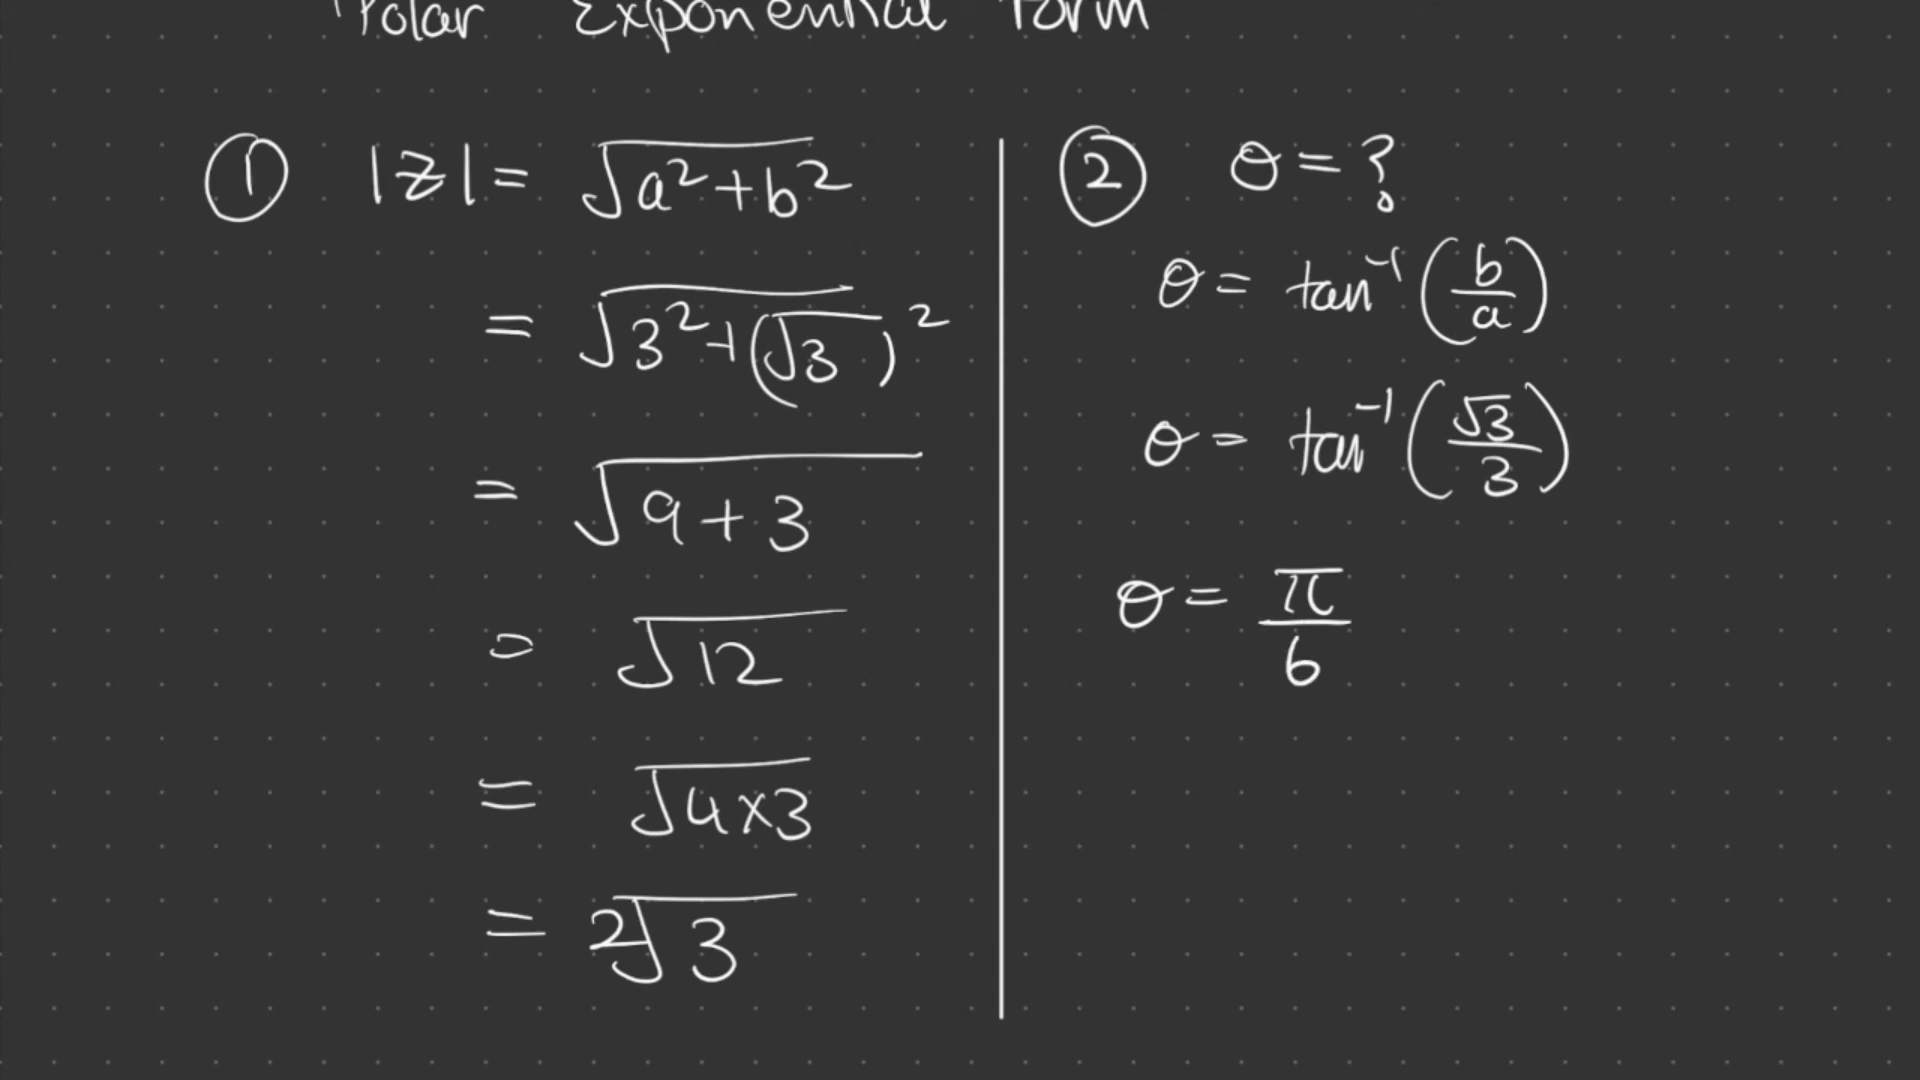 Polar Exponential form
① |z| = √(a²+b²)
= √(3²+(√3)²)
= √(9+3)
= √12
= √(4×3)
= 2√3
② θ = ?
θ = tan⁻¹(b/a)
θ = tan⁻¹(√3/3)
θ = π/6